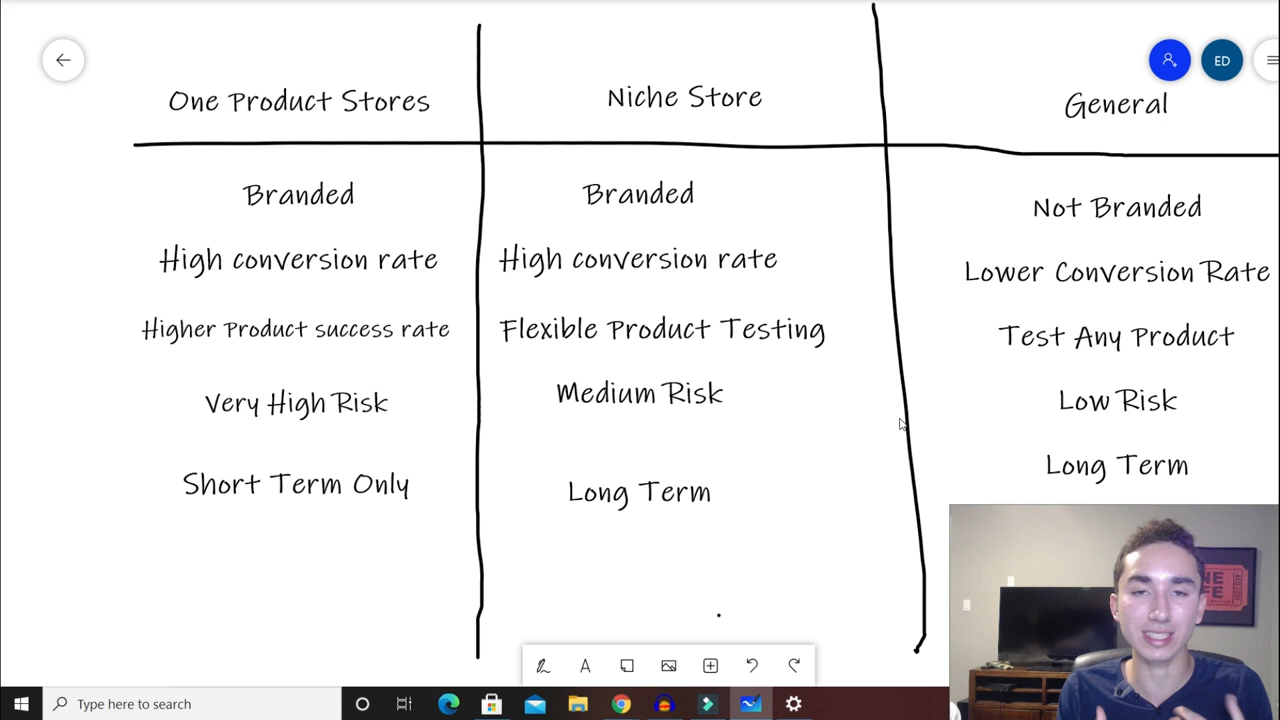 ED
One Product Stores
Niche Store
General
Branded
Branded
Not Branded
High conversion rate
High conversion rate
Lower Conversion Rate
Higher Product success rate
Flexible Product Testing
Test Any Product
Very High Risk
Medium Risk
Low Risk
Short Term Only
Long Term
Long Term
A
Type here to search